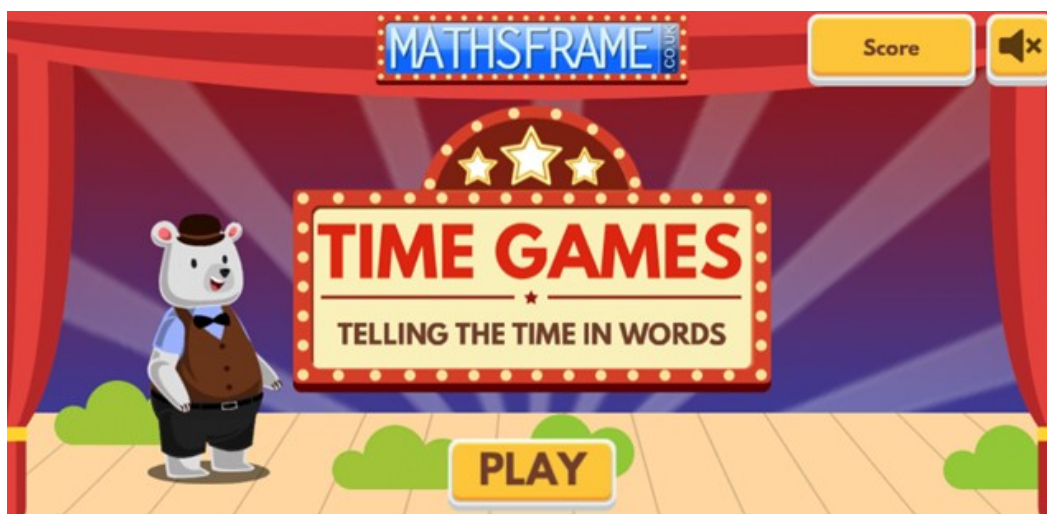 MATHSFRAME.CO.UK
Score
TIME GAMES
TELLING THE TIME IN WORDS
PLAY